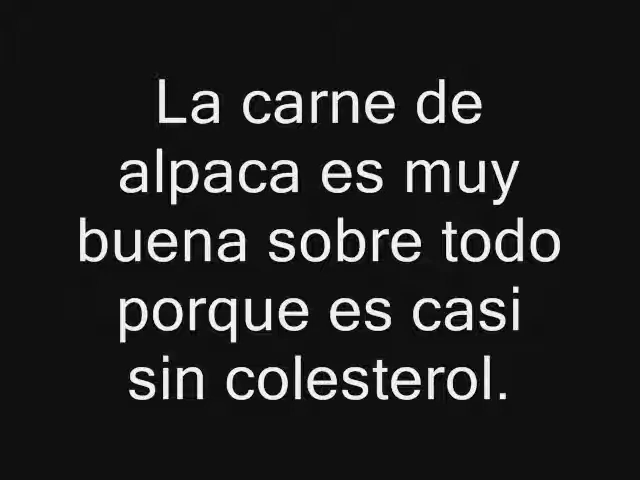 La carne de
alpaca es muy
buena sobre todo
porque es casi
sin colesterol.